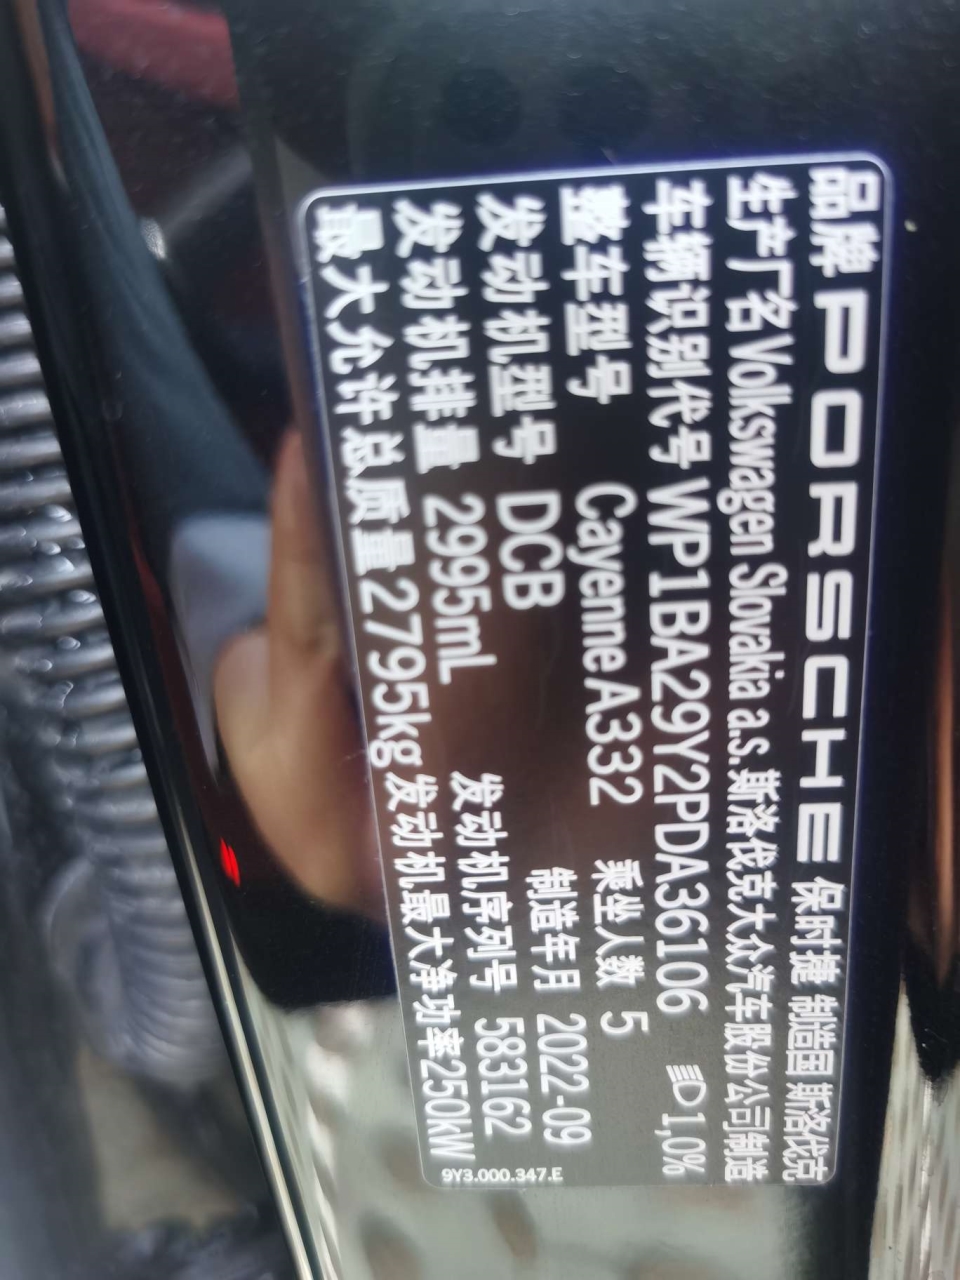 品牌 PORSCHE 保时捷 制造国 斯洛伐克
生产厂名 Volkswagen Slovakia a.s. 斯洛伐克大众汽车股份公司制造
车辆识别代号 WP1BA29Y2PDA36106 1,0%
整车型号 Cayenne A332 乘坐人数 5
发动机型号 DCB 制造年月 2022-09
发动机排量 2995mL 发动机序列号 583162
最大允许总质量 2795kg 发动机最大净功率 250kW
9Y3.000.347.E